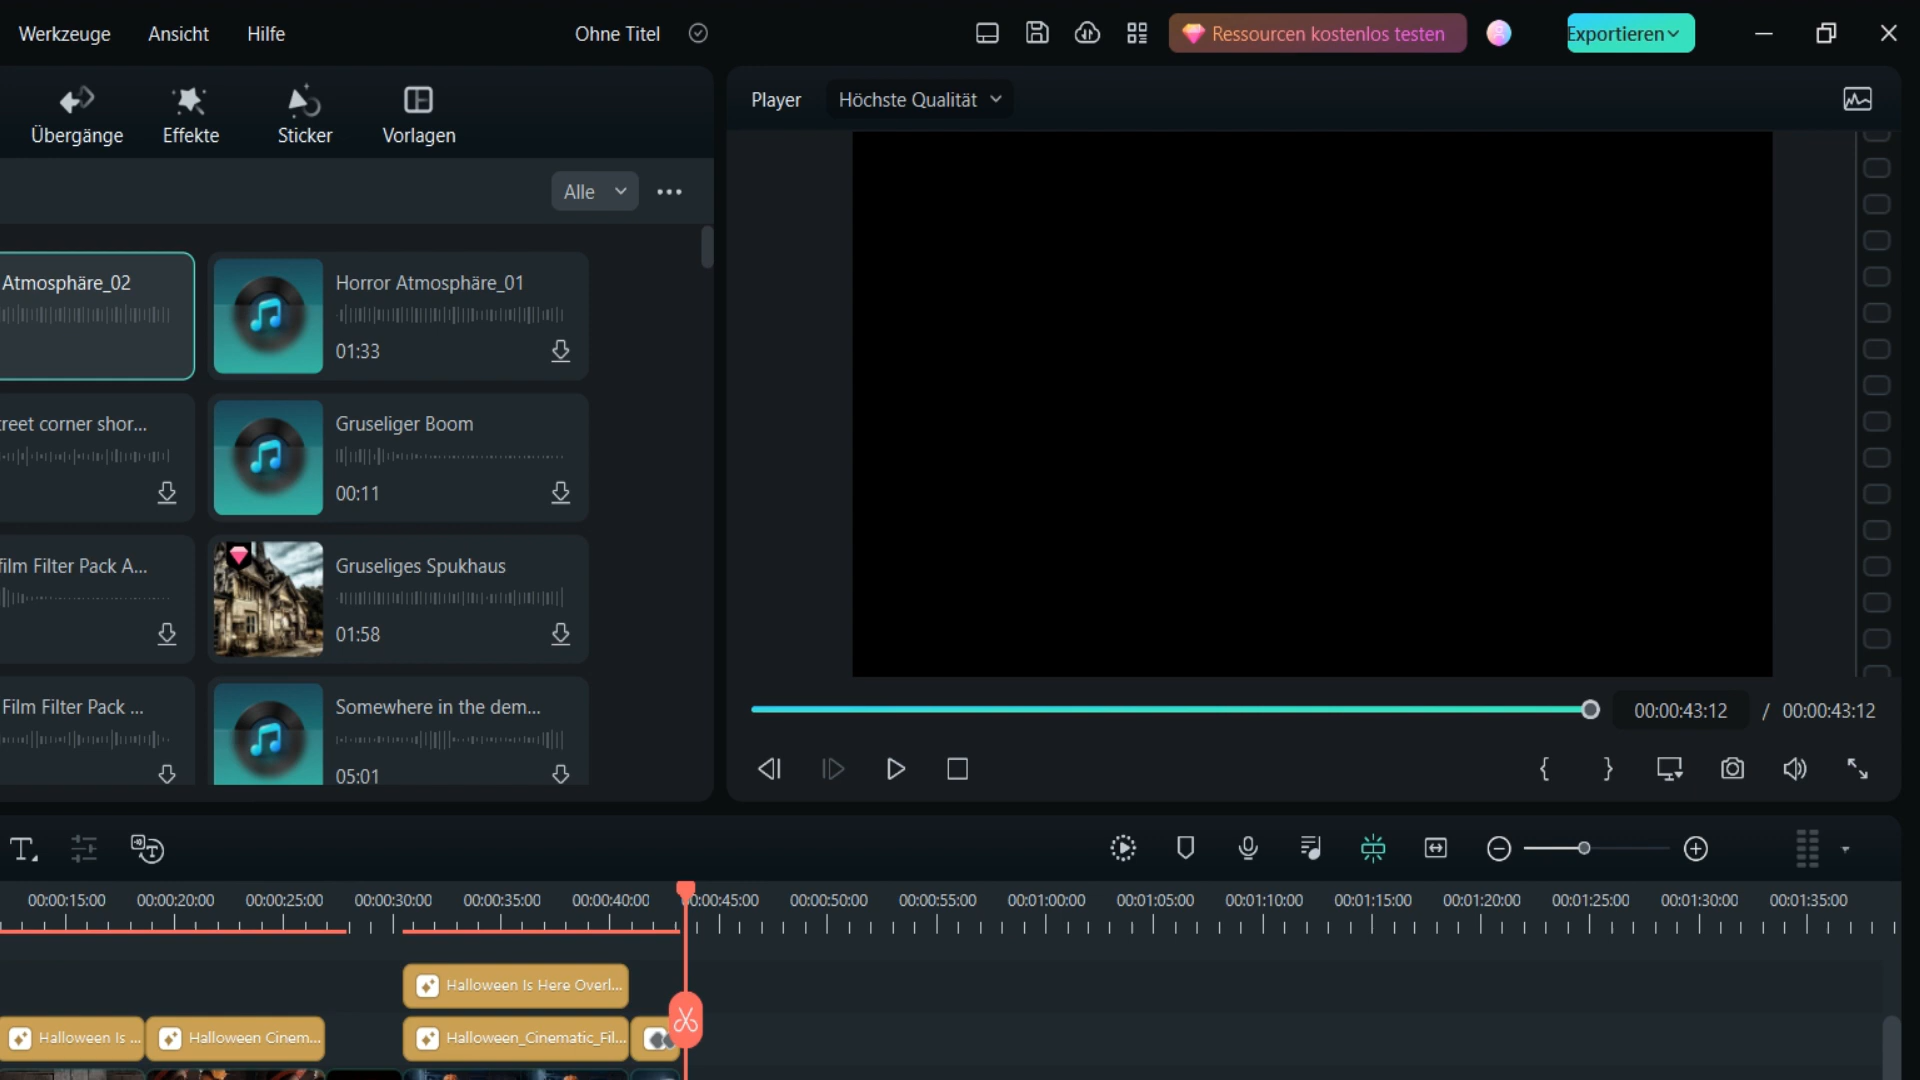 Werkzeuge Ansicht Hilfe Ohne Titel Ressourcen kostenlos testen Exportieren
Übergänge Effekte Sticker Vorlagen
Player Höchste Qualität
Alle
Atmosphäre_02
Horror Atmosphäre_01
01:33
treet corner shor...
Gruseliger Boom
00:11
film Filter Pack A...
Gruseliges Spukhaus
01:58
Film Filter Pack ...
Somewhere in the dem...
05:01
00:00:43:12 / 00:00:43:12
00:00:15:00 00:00:20:00 00:00:25:00 00:00:30:00 00:00:35:00 00:00:40:00 00:00:45:00 00:00:50:00 00:00:55:00 00:01:00:00 00:01:05:00 00:01:10:00 00:01:15:00 00:01:20:00 00:01:25:00 00:01:30:00 00:01:35:00
Halloween Is Here Overl...
Halloween Is ... Halloween Cinem... Halloween_Cinematic_Fil...